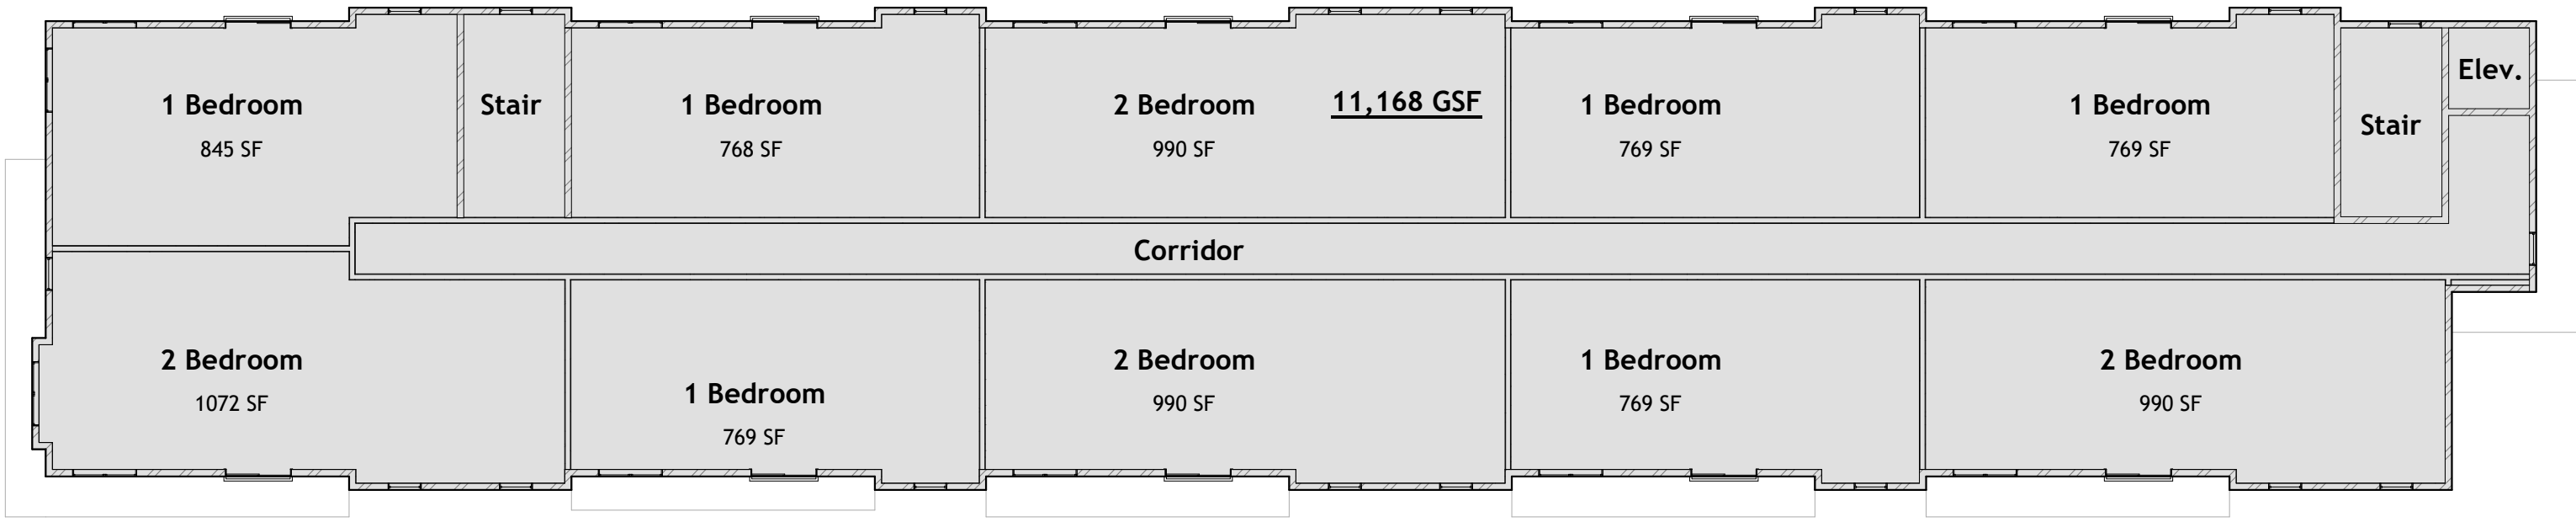 1 Bedroom
845 SF
Stair
1 Bedroom
768 SF
2 Bedroom
990 SF
11,168 GSF
1 Bedroom
769 SF
1 Bedroom
769 SF
Stair
Elev.
Corridor
2 Bedroom
1072 SF
1 Bedroom
769 SF
2 Bedroom
990 SF
1 Bedroom
769 SF
2 Bedroom
990 SF